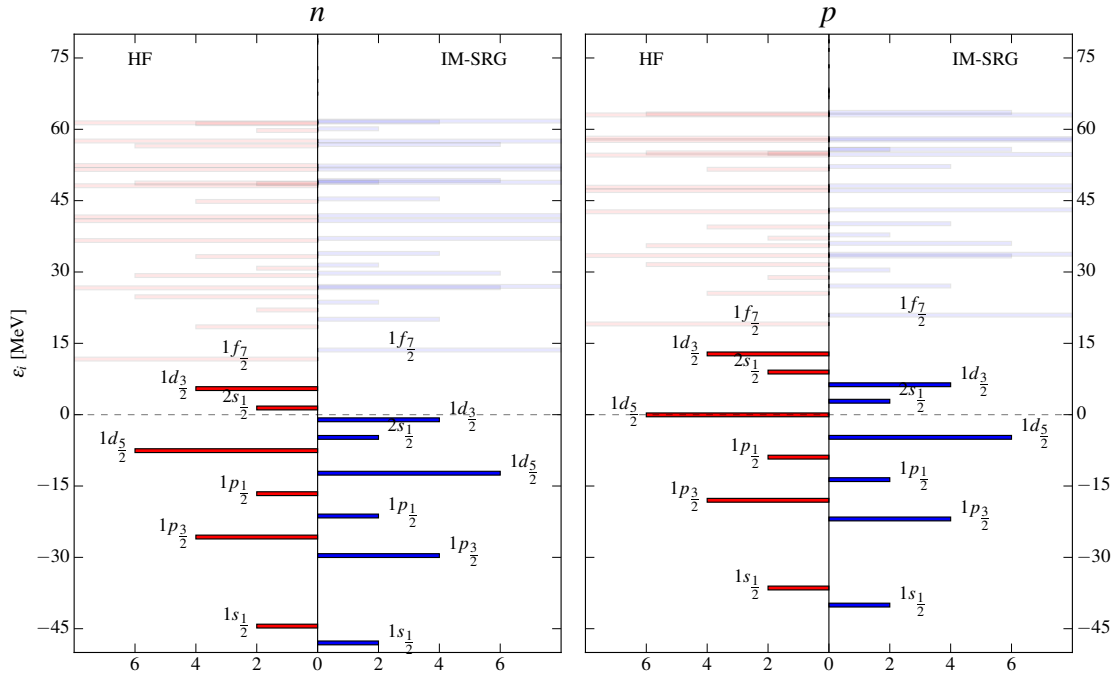 n p
HF IM-SRG HF IM-SRG
75 75
60 60
45 45
30 30
15 15
0 0
−15 −15
−30 −30
−45 −45
εi [MeV]
1f7/2 1f7/2 1f7/2 1f7/2
1d3/2 1d3/2 1d3/2 1d3/2
2s1/2 2s1/2 2s1/2 2s1/2
1d5/2 1d5/2 1d5/2 1d5/2
1p1/2 1p1/2 1p1/2 1p1/2
1p3/2 1p3/2 1p3/2 1p3/2
1s1/2 1s1/2 1s1/2 1s1/2
6 4 2 0 2 4 6 6 4 2 0 2 4 6